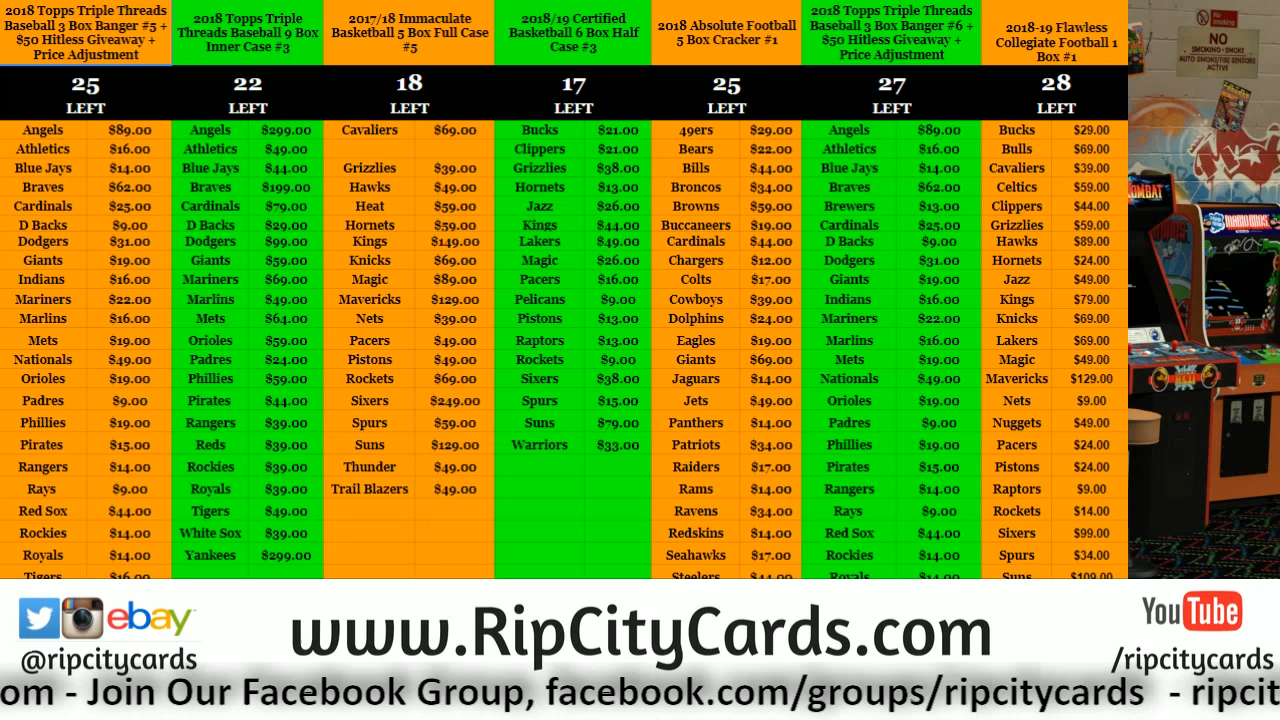 2018 Topps Triple Threads
Baseball 3 Box Banger #5 +
$50 Hitless Giveaway +
Price Adjustment
25
LEFT
Angels $89.00
Athletics $16.00
Blue Jays $14.00
Braves $62.00
Cardinals $25.00
D Backs $9.00
Dodgers $31.00
Giants $19.00
Indians $16.00
Mariners $22.00
Marlins $16.00
Mets $19.00
Nationals $49.00
Orioles $19.00
Padres $9.00
Phillies $19.00
Pirates $15.00
Rangers $14.00
Rays $9.00
Red Sox $44.00
Rockies $14.00
Royals $14.00
Tigers $16.00
2018 Topps Triple
Threads Baseball 9 Box
Inner Case #3
22
LEFT
Angels $299.00
Athletics $49.00
Blue Jays $44.00
Braves $199.00
Cardinals $79.00
D Backs $29.00
Dodgers $99.00
Giants $59.00
Mariners $69.00
Marlins $49.00
Mets $64.00
Orioles $59.00
Padres $24.00
Phillies $59.00
Pirates $44.00
Rangers $39.00
Reds $39.00
Rockies $39.00
Royals $39.00
Tigers $49.00
White Sox $39.00
Yankees $299.00
2017/18 Immaculate
Basketball 5 Box Full Case
#5
18
LEFT
Cavaliers $69.00
Grizzlies $39.00
Hawks $49.00
Heat $59.00
Hornets $59.00
Kings $149.00
Knicks $69.00
Magic $89.00
Mavericks $129.00
Nets $39.00
Pacers $49.00
Pistons $49.00
Rockets $69.00
Sixers $249.00
Spurs $59.00
Suns $129.00
Thunder $49.00
Trail Blazers $49.00
2018/19 Certified
Basketball 6 Box Half
Case #3
17
LEFT
Bucks $21.00
Clippers $21.00
Grizzlies $38.00
Hornets $13.00
Jazz $26.00
Kings $44.00
Lakers $49.00
Magic $26.00
Pacers $16.00
Pelicans $9.00
Pistons $13.00
Raptors $13.00
Rockets $9.00
Sixers $38.00
Spurs $15.00
Suns $79.00
Warriors $33.00
2018 Absolute Football
5 Box Cracker #1
25
LEFT
49ers $29.00
Bears $22.00
Bills $44.00
Broncos $34.00
Browns $59.00
Buccaneers $19.00
Cardinals $44.00
Chargers $12.00
Colts $17.00
Cowboys $39.00
Dolphins $24.00
Eagles $19.00
Giants $69.00
Jaguars $14.00
Jets $49.00
Panthers $14.00
Patriots $34.00
Raiders $17.00
Rams $14.00
Ravens $34.00
Redskins $14.00
Seahawks $17.00
Steelers $44.00
2018 Topps Triple Threads
Baseball 3 Box Banger #6 +
$50 Hitless Giveaway +
Price Adjustment
27
LEFT
Angels $89.00
Athletics $16.00
Blue Jays $14.00
Braves $62.00
Brewers $13.00
Cardinals $25.00
D Backs $9.00
Dodgers $31.00
Giants $19.00
Indians $16.00
Mariners $22.00
Marlins $16.00
Mets $19.00
Nationals $49.00
Orioles $19.00
Padres $9.00
Phillies $19.00
Pirates $15.00
Rangers $14.00
Rays $9.00
Red Sox $44.00
Rockies $14.00
Royals $14.00
2018-19 Flawless
Collegiate Football 1
Box #1
28
LEFT
Bucks $29.00
Bulls $69.00
Cavaliers $39.00
Celtics $59.00
Clippers $44.00
Grizzlies $59.00
Hawks $89.00
Hornets $24.00
Jazz $49.00
Kings $79.00
Knicks $69.00
Lakers $69.00
Magic $49.00
Mavericks $129.00
Nets $9.00
Nuggets $49.00
Pacers $24.00
Pistons $24.00
Raptors $9.00
Rockets $14.00
Sixers $99.00
Spurs $34.00
Suns $109.00
No smoking
NO
SMOKING
AUTO SMOKE/FIRE SENSORS
ACTIVE
KOMBAT
MARIO BROS.
ebay
@ripcitycards
www.RipCityCards.com
YouTube
/ripcitycards
om - Join Our Facebook Group, facebook.com/groups/ripcitycards - ripcit